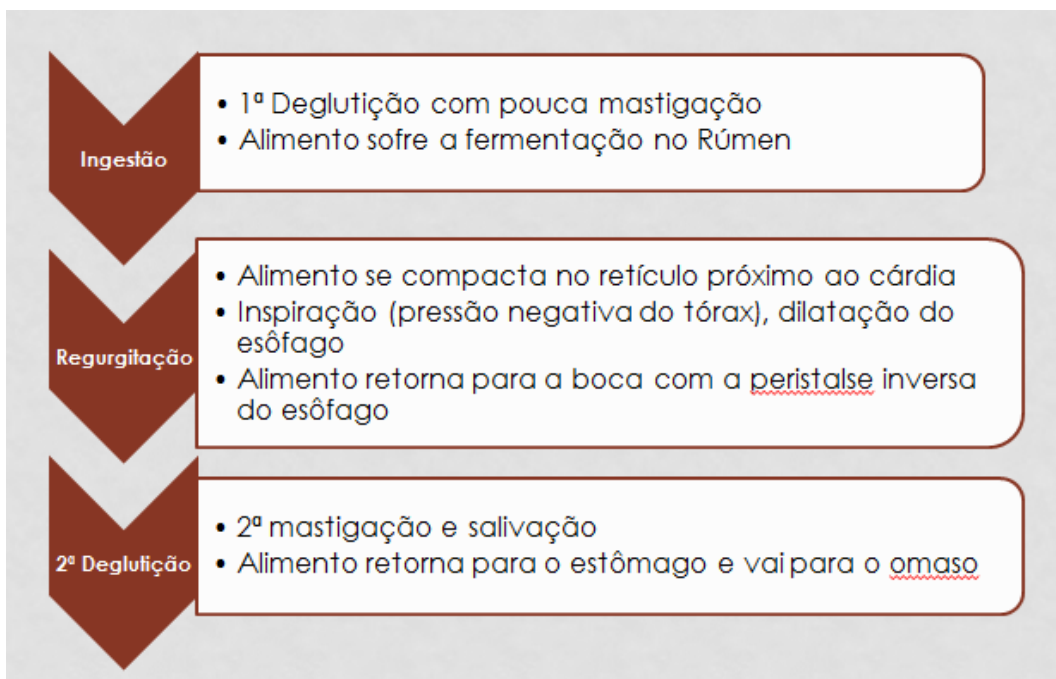 Ingestão
• 1ª Deglutição com pouca mastigação
• Alimento sofre a fermentação no Rúmen
Regurgitação
• Alimento se compacta no retículo próximo ao cárdia
• Inspiração (pressão negativa do tórax), dilatação do
esôfago
• Alimento retorna para a boca com a peristalse inversa
do esôfago
2ª Deglutição
• 2ª mastigação e salivação
• Alimento retorna para o estômago e vai para o omaso